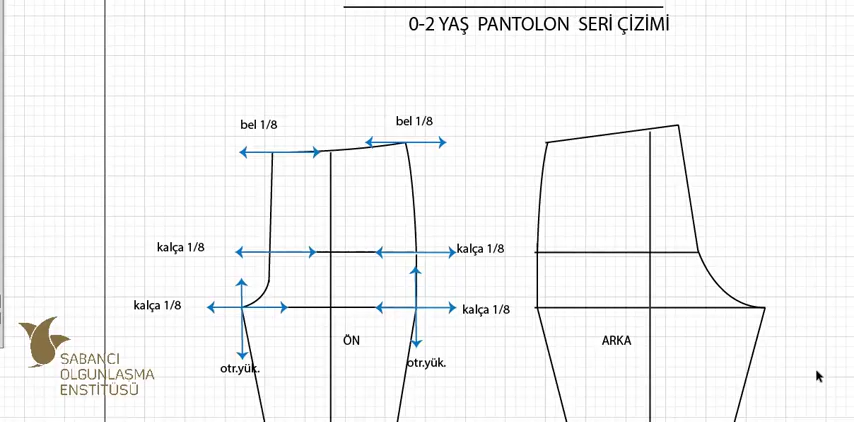 0-2 YAŞ PANTOLON SERİ ÇİZİMİ
bel 1/8
bel 1/8
kalça 1/8
kalça 1/8
kalça 1/8
kalça 1/8
ÖN
ARKA
otr.yük.
otr.yük.
SABANCI
OLGUNLAŞMA
ENSTİTÜSÜ